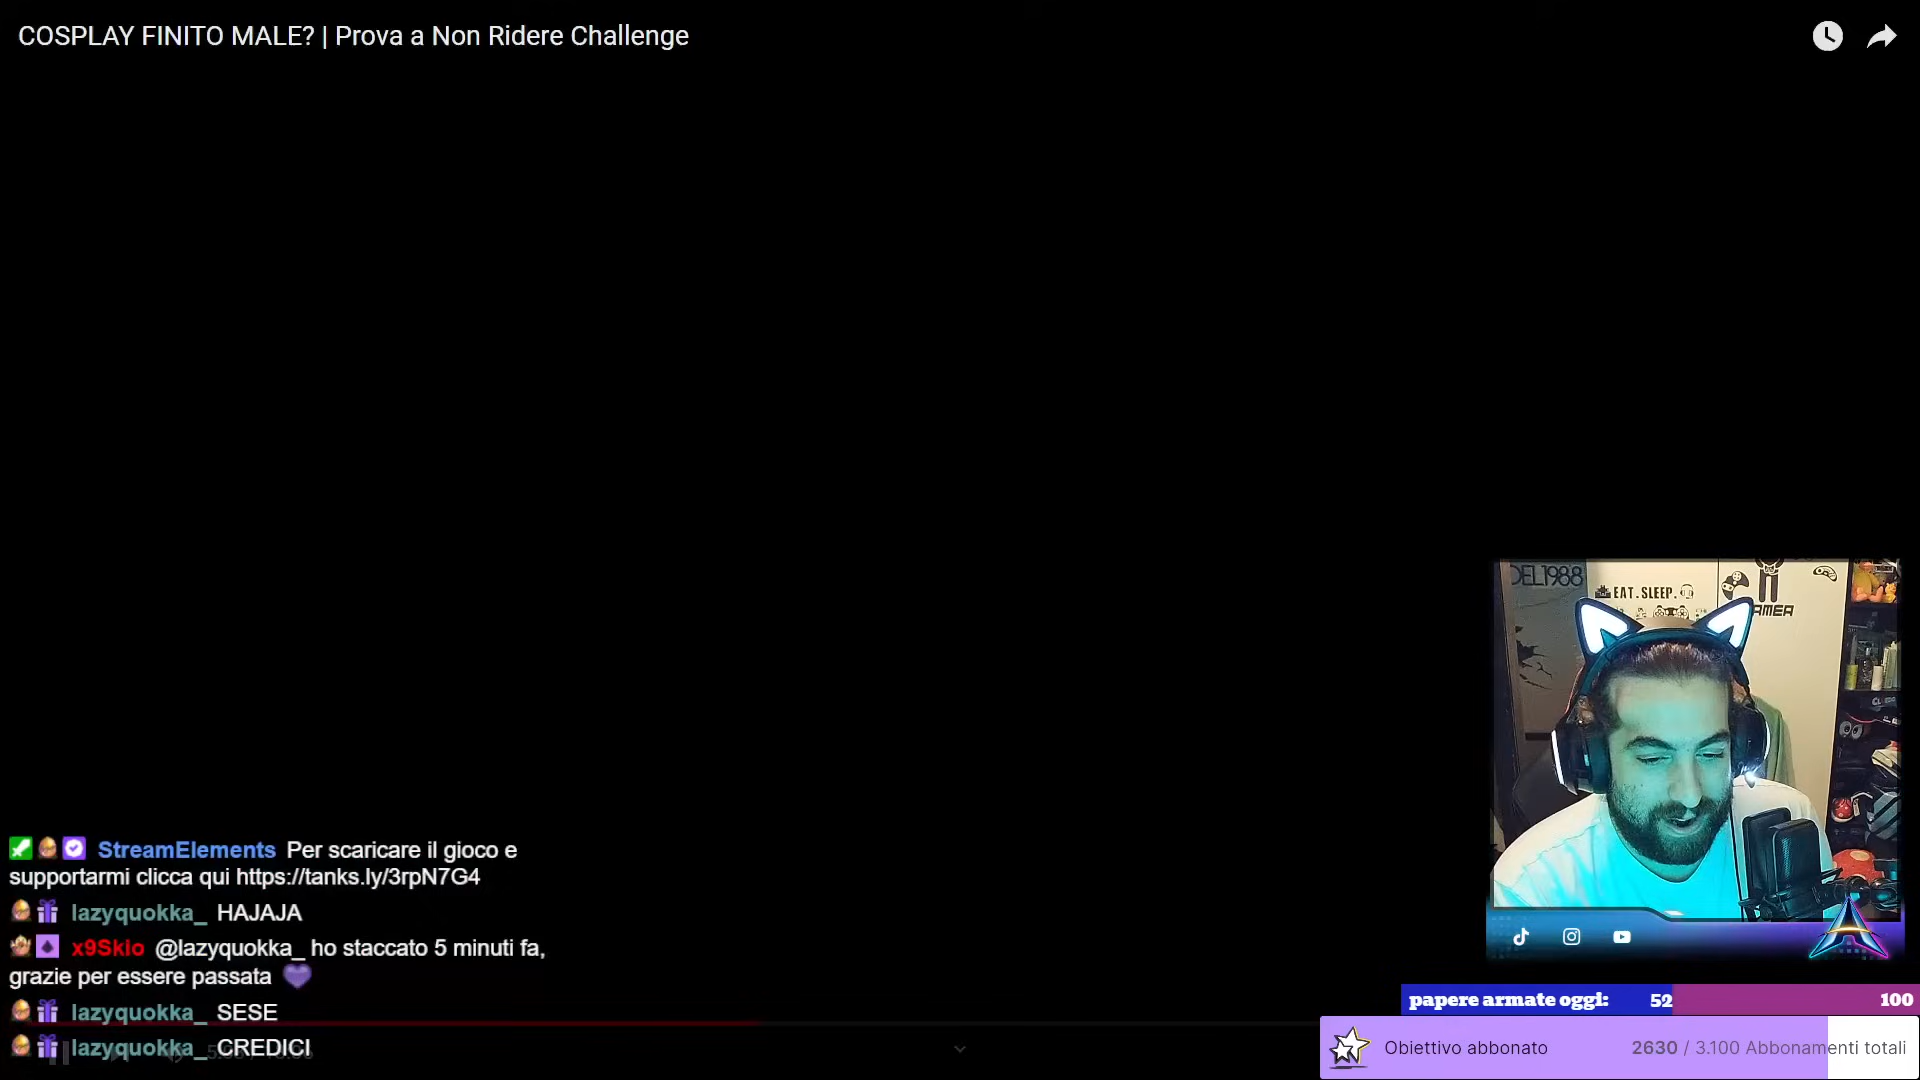 COSPLAY FINITO MALE? | Prova a Non Ridere Challenge
DEL1988
EAT.SLEEP.
GAMER
StreamElements Per scaricare il gioco e
supportarmi clicca qui https://tanks.ly/3rpN7G4
lazyquokka_ HAJAJA
x9Sklo @lazyquokka_ ho staccato 5 minuti fa,
grazie per essere passata
lazyquokka_ SESE
lazyquokka_ CREDICI
papere armate oggi: 52 100
Obiettivo abbonato 2630 / 3.100 Abbonamenti totali